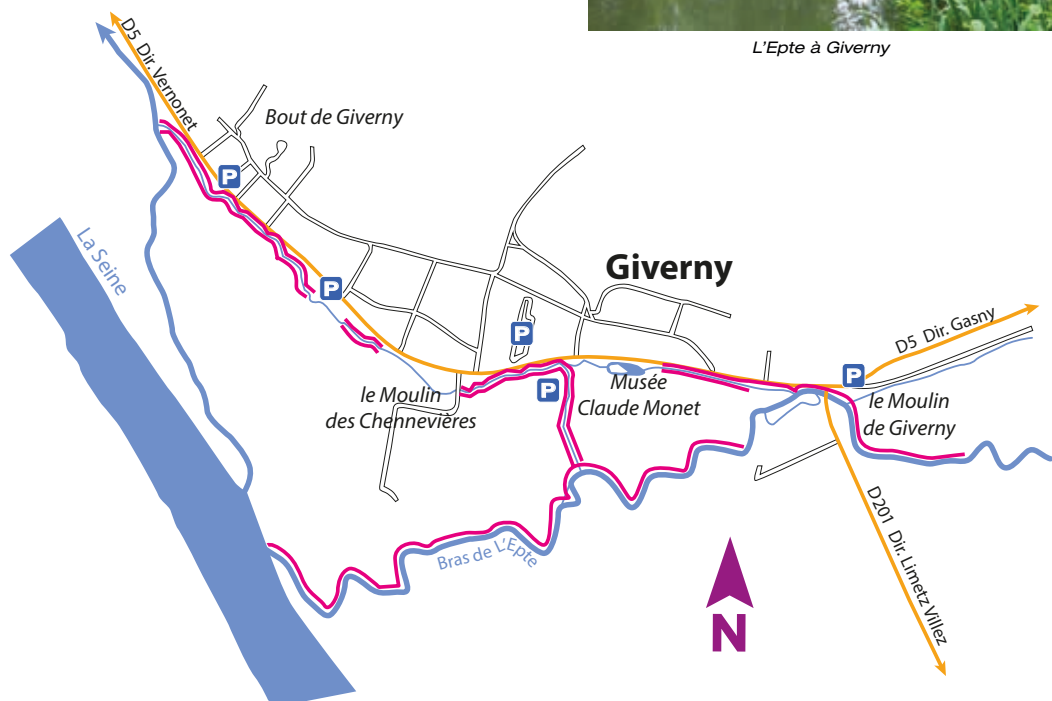 L'Epte à Giverny
D5 Dir. Vernonet
Bout de Giverny
P
La Seine
Giverny
P
D5 Dir. Gasny
P
P
Musée
Claude Monet
P
le Moulin
des Chennevières
le Moulin
de Giverny
D201 Dir. Limetz Villez
Bras de L'Epte
N